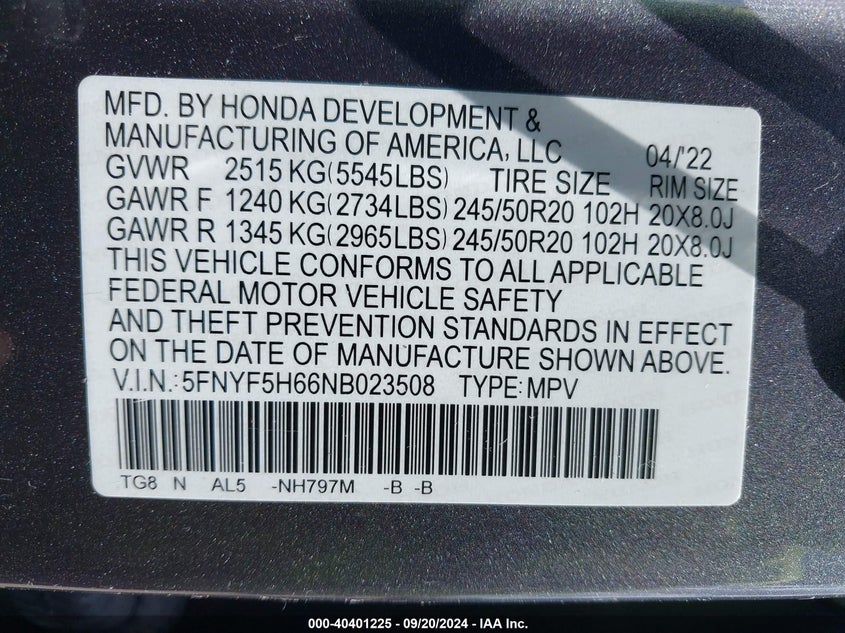 MFD. BY HONDA DEVELOPMENT &
MANUFACTURING OF AMERICA, LLC 04/'22
GVWR 2515 KG(5545LBS) TIRE SIZE RIM SIZE
GAWR F 1240 KG(2734LBS) 245/50R20 102H 20X8.0J
GAWR R 1345 KG(2965LBS) 245/50R20 102H 20X8.0J
THIS VEHICLE CONFORMS TO ALL APPLICABLE
FEDERAL MOTOR VEHICLE SAFETY
AND THEFT PREVENTION STANDARDS IN EFFECT
ON THE DATE OF MANUFACTURE SHOWN ABOVE.
V.I.N.:5FNYF5H66NB023508 TYPE:MPV
TG8 N AL5 -NH797M -B -B
000-40401225 - 09/20/2024 - IAA, Inc.